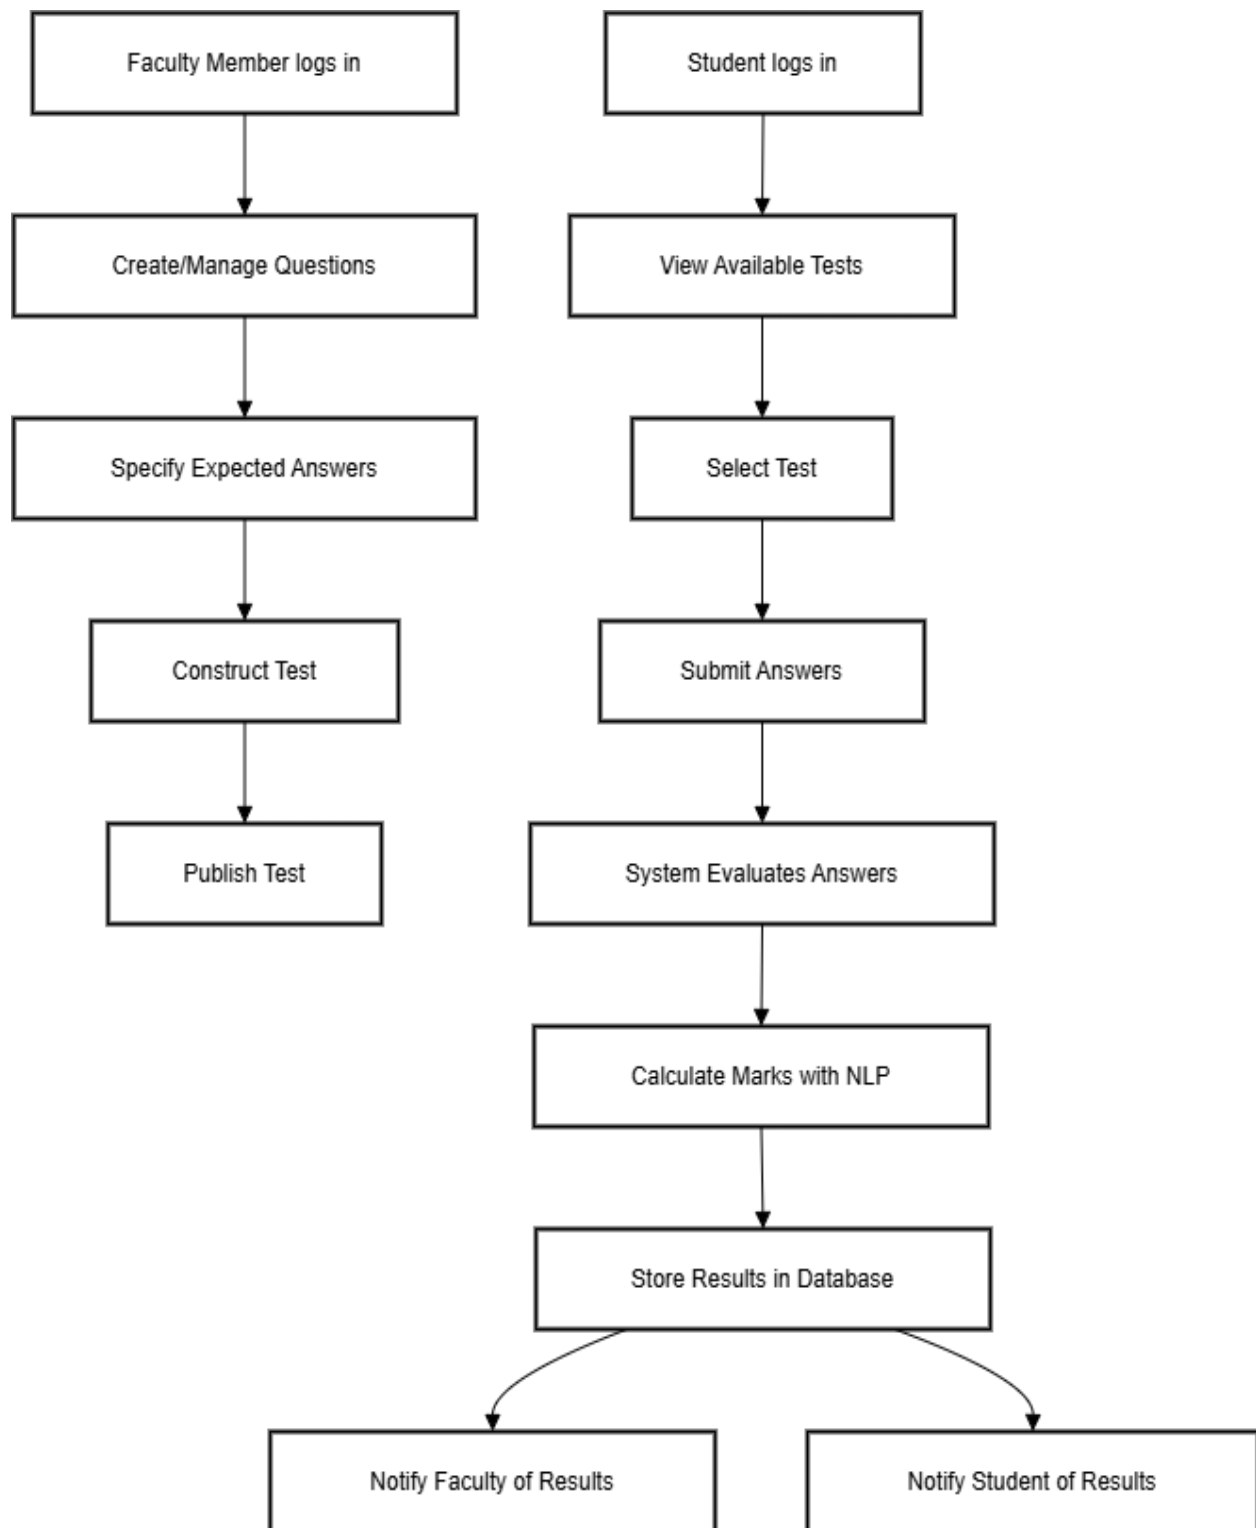 Faculty Member logs in
Student logs in
Create/Manage Questions
View Available Tests
Specify Expected Answers
Select Test
Construct Test
Submit Answers
Publish Test
System Evaluates Answers
Calculate Marks with NLP
Store Results in Database
Notify Faculty of Results
Notify Student of Results